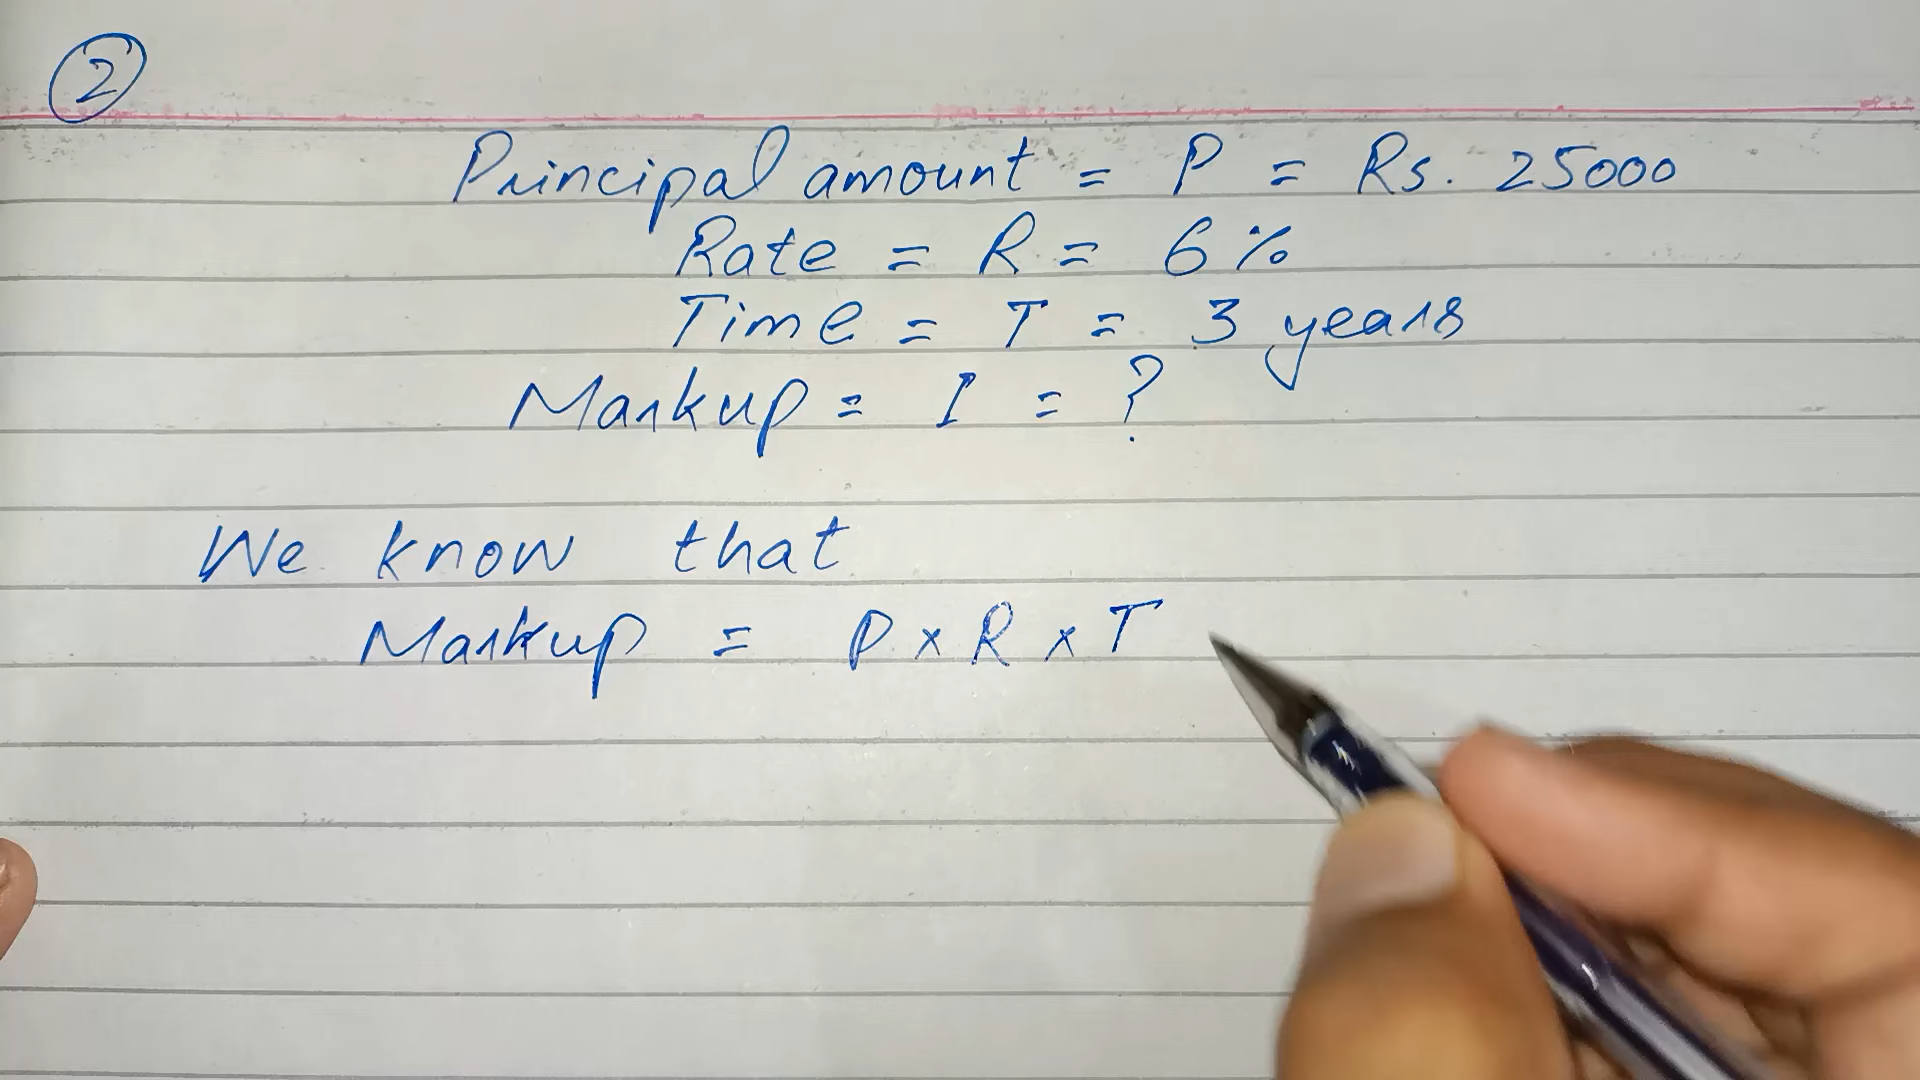 2
Principal amount = P = Rs. 25000
Rate = R = 6%
Time = T = 3 years
Markup = I = ?
We know that
Markup = P × R × T